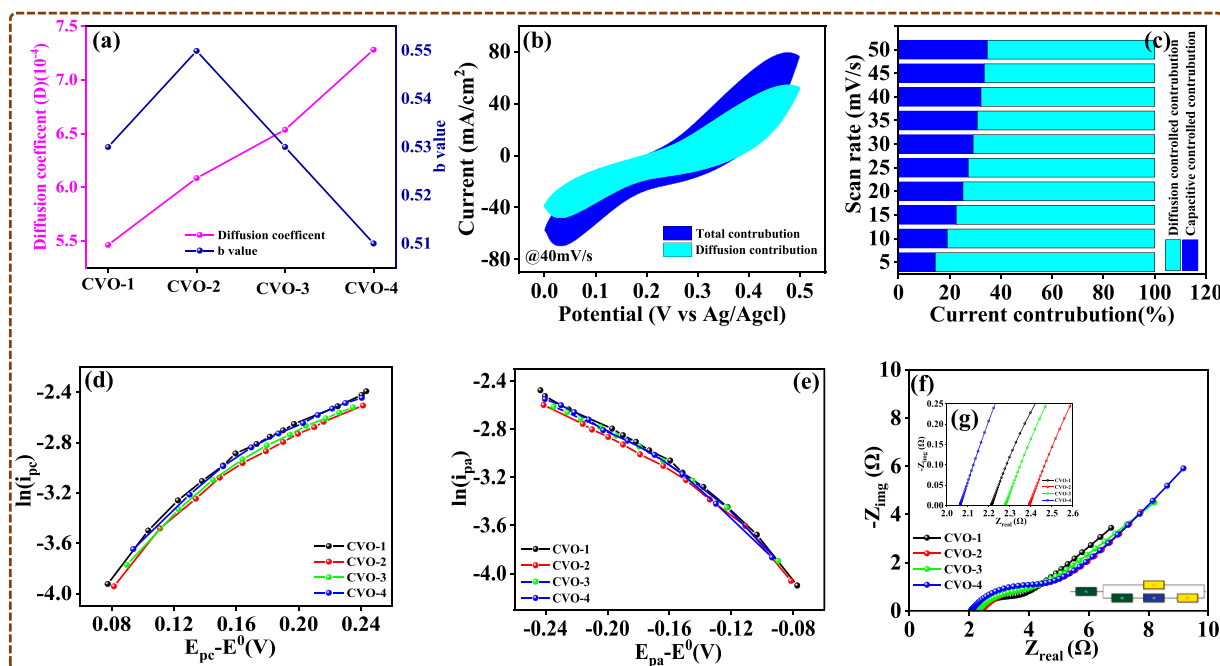 (a)
7.5
7.0
6.5
6.0
5.5
Diffusion coefficent (D)(10⁻⁴)
0.55
0.54
0.53
0.52
0.51
b value
Diffusion coefficent
b value
CVO-1 CVO-2 CVO-3 CVO-4
(b)
80
40
0
-40
-80
Current (mA/cm²)
Total contrubution
Diffusion contribution
@40mV/s
0.0 0.1 0.2 0.3 0.4 0.5
Potential (V vs Ag/Agcl)
(c)
50
45
40
35
30
25
20
15
10
5
Scan rate (mV/s)
Diffusion controlled contrubution
Capacitive controlled contrubution
0 20 40 60 80 100 120
Current contrubution(%)
(d)
-2.4
-2.8
-3.2
-3.6
-4.0
ln(i_pc)
CVO-1
CVO-2
CVO-3
CVO-4
0.08 0.12 0.16 0.20 0.24
E_pc-E⁰(V)
(e)
-2.4
-2.8
-3.2
-3.6
-4.0
ln(i_pa)
CVO-1
CVO-2
CVO-3
CVO-4
-0.24 -0.20 -0.16 -0.12 -0.08
E_pa-E⁰(V)
(f)
10
8
6
4
2
0
-Z_img (Ω)
CVO-1
CVO-2
CVO-3
CVO-4
0 2 4 6 8 10
Z_real (Ω)
(g)
0.25
0.20
0.15
0.10
0.05
0.00
-Z_img (Ω)
CVO-1
CVO-2
CVO-3
CVO-4
2.0 2.1 2.2 2.3 2.4 2.5 2.6
Z_real (Ω)